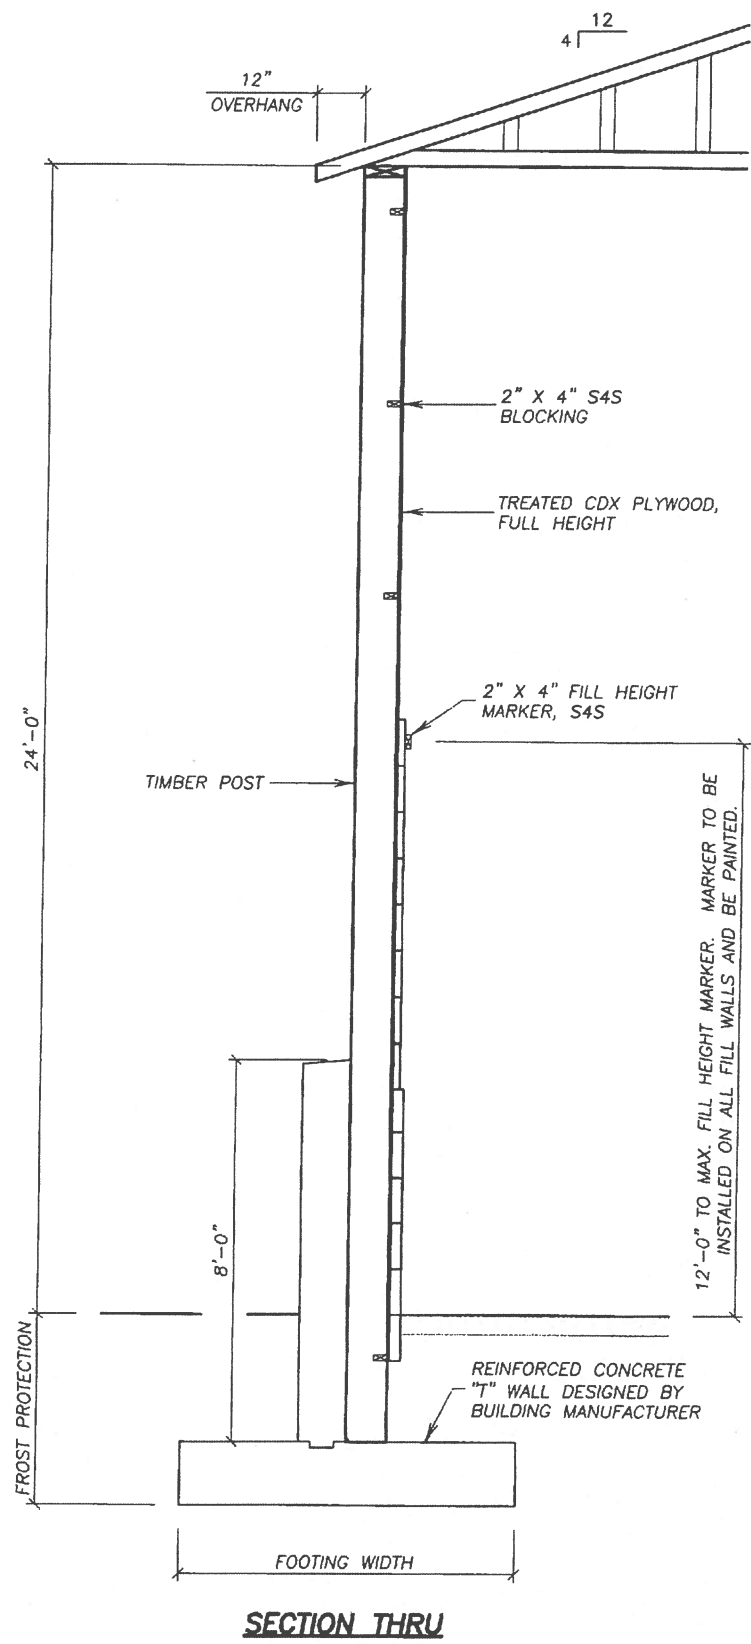 12
4
12"
OVERHANG
2" X 4" S4S
BLOCKING
TREATED CDX PLYWOOD,
FULL HEIGHT
2" X 4" FILL HEIGHT
MARKER, S4S
24'-0"
TIMBER POST
12'-0" TO MAX. FILL HEIGHT MARKER. MARKER TO BE
INSTALLED ON ALL FILL WALLS AND BE PAINTED.
8'-0"
FROST PROTECTION
REINFORCED CONCRETE
"T" WALL DESIGNED BY
BUILDING MANUFACTURER
FOOTING WIDTH
SECTION THRU